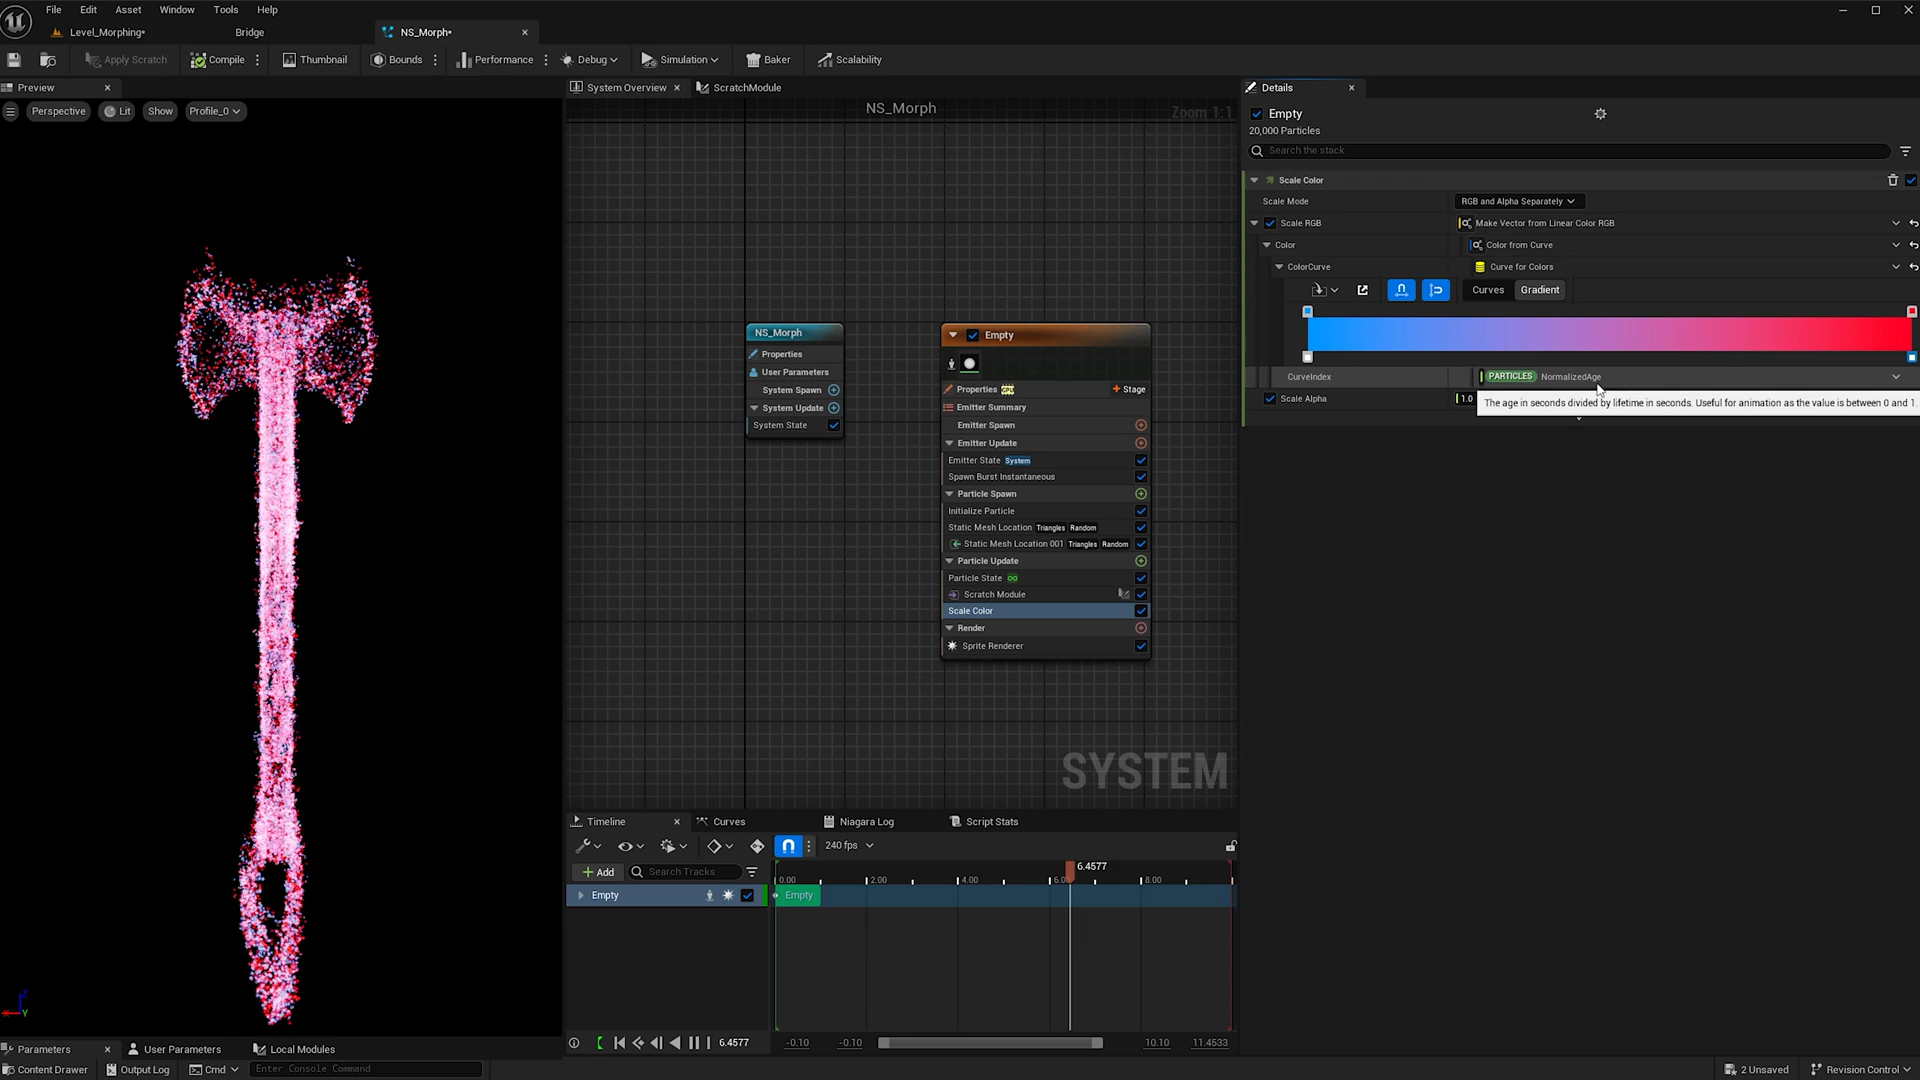 File Edit Asset Window Tools Help
Level_Morphing* Bridge NS_Morph*
Apply Scratch Compile Thumbnail Bounds Performance Debug Simulation Baker Scalability
Preview
Perspective Lit Show Profile_0
System Overview ScratchModule
NS_Morph
Zoom 1:1
NS_Morph
Properties
User Parameters
System Spawn
System Update
System State
Empty
Properties GPU Stage
Emitter Summary
Emitter Spawn
Emitter Update
Emitter State System
Spawn Burst Instantaneous
Particle Spawn
Initialize Particle
Static Mesh Location Triangles Random
Static Mesh Location 001 Triangles Random
Particle Update
Particle State
Scratch Module
Scale Color
Render
Sprite Renderer
SYSTEM
Details
Empty
20,000 Particles
Search the stack
Scale Color
Scale Mode RGB and Alpha Separately
Scale RGB Make Vector from Linear Color RGB
Color Color from Curve
ColorCurve Curve for Colors
Curves Gradient
CurveIndex PARTICLES NormalizedAge
Scale Alpha 1.0
The age in seconds divided by lifetime in seconds. Useful for animation as the value is between 0 and 1.
Timeline Curves Niagara Log Script Stats
240 fps
Add Search Tracks
6.4577
0.00 2.00 4.00 6.0 8.00
Empty Empty
6.4577 -0.10 -0.10 10.10 11.4533
X Y Z
Parameters User Parameters Local Modules
Content Drawer Output Log Cmd Enter Console Command 2 Unsaved Revision Control